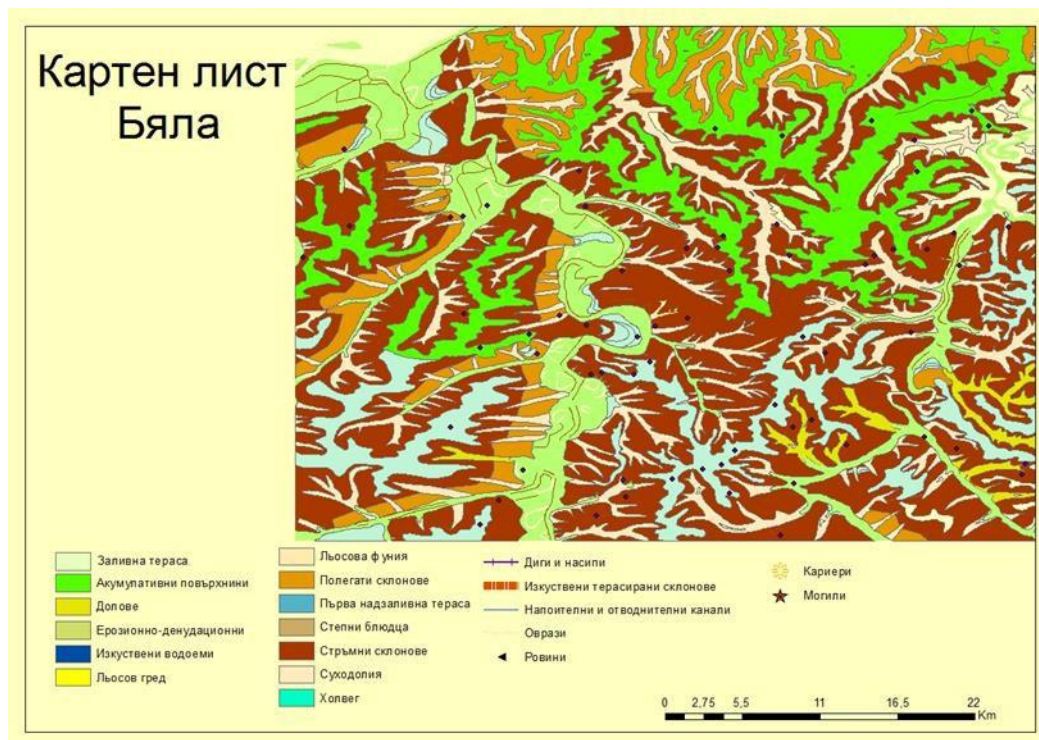 Картен лист
Бяла
Заливна тераса
Акумулативни повърхнини
Долове
Ерозионно-денудационни
Изкуствени водоеми
Льосов гред
Льосова фуния
Полегати склонове
Първа надзаливна тераса
Степни блюдца
Стръмни склонове
Суходолия
Холвег
Диги и насипи
Изкуствени терасирани склонове
Напоителни и отводнителни канали
Оврази
Ровини
Кариери
Могили
0 2,75 5,5 11 16,5 22
Km